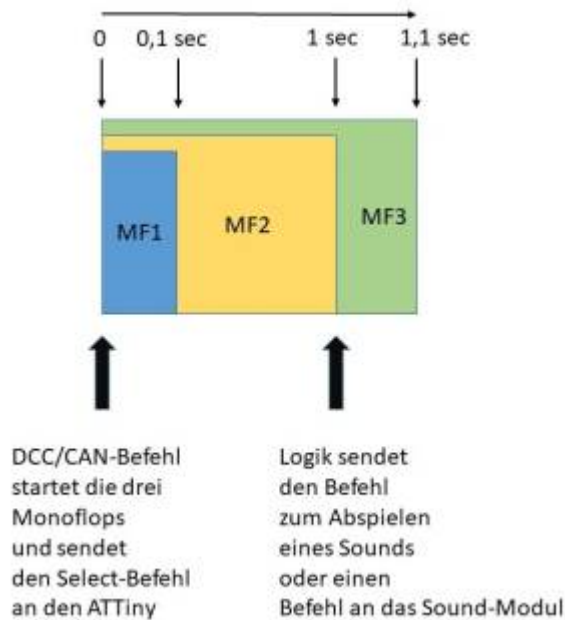 0 0,1 sec 1 sec 1,1 sec
MF1 MF2 MF3
DCC/CAN-Befehl
startet die drei
Monoflops
und sendet
den Select-Befehl
an den ATTiny
Logik sendet
den Befehl
zum Abspielen
eines Sounds
oder einen
Befehl an das Sound-Modul